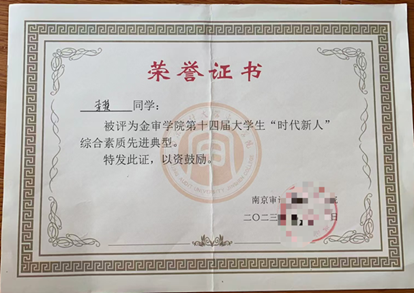 荣誉证书
同学：
被评为金审学院第十四届大学生“时代新人”
综合素质先进典型。
特发此证，以资鼓励。
南京审
二〇二三
日